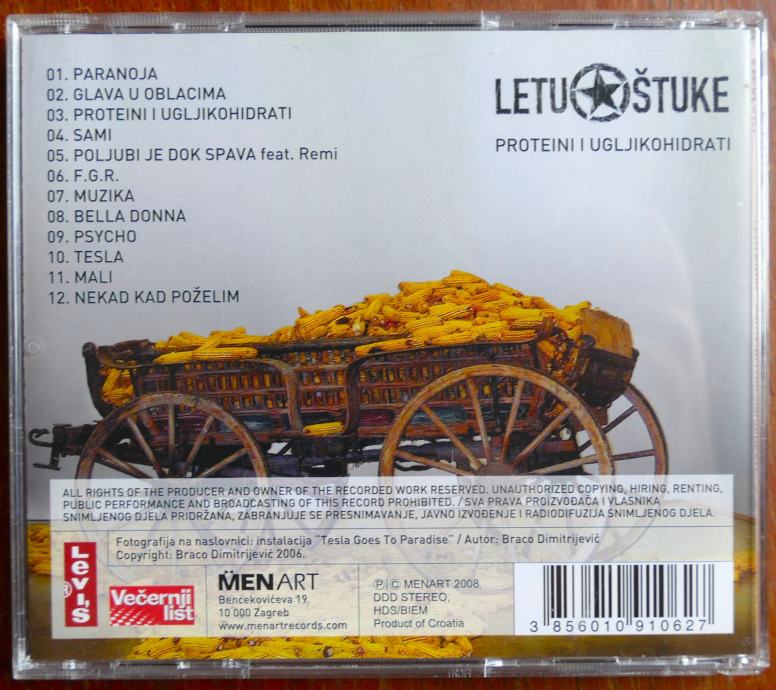 01. PARANOJA
02. GLAVA U OBLACIMA
03. PROTEINI I UGLJIKOHIDRATI
04. SAMI
05. POLJUBI JE DOK SPAVA feat. Remi
06. F.G.R.
07. MUZIKA
08. BELLA DONNA
09. PSYCHO
10. TESLA
11. MALI
12. NEKAD KAD POŽELIM
LETU ŠTUKE
PROTEINI I UGLJIKOHIDRATI
ALL RIGHTS OF THE PRODUCER AND OWNER OF THE RECORDED WORK RESERVED. UNAUTHORIZED COPYING, HIRING, RENTING,
PUBLIC PERFORMANCE AND BROADCASTING OF THIS RECORD PROHIBITED. / SVA PRAVA PROIZVOĐAČA I VLASNIKA
SNIMLJENOG DJELA PRIDRŽANA, ZABRANJUJE SE PRESNIMAVANJE, JAVNO IZVOĐENJE I RADIODIFUZIJA SNIMLJENOG DJELA.
Fotografija na naslovnici: instalacija "Tesla Goes To Paradise" / Autor: Braco Dimitrijević
Copyright: Braco Dimitrijević 2006.
LEVI'S ®
Večernji
list
MENART
Bencekovićeva 19
10 000 Zagreb
www.menartrecords.com
℗ © MENART 2008.
DDD STEREO,
HDS/BIEM
Product of Croatia
3 856010 910627